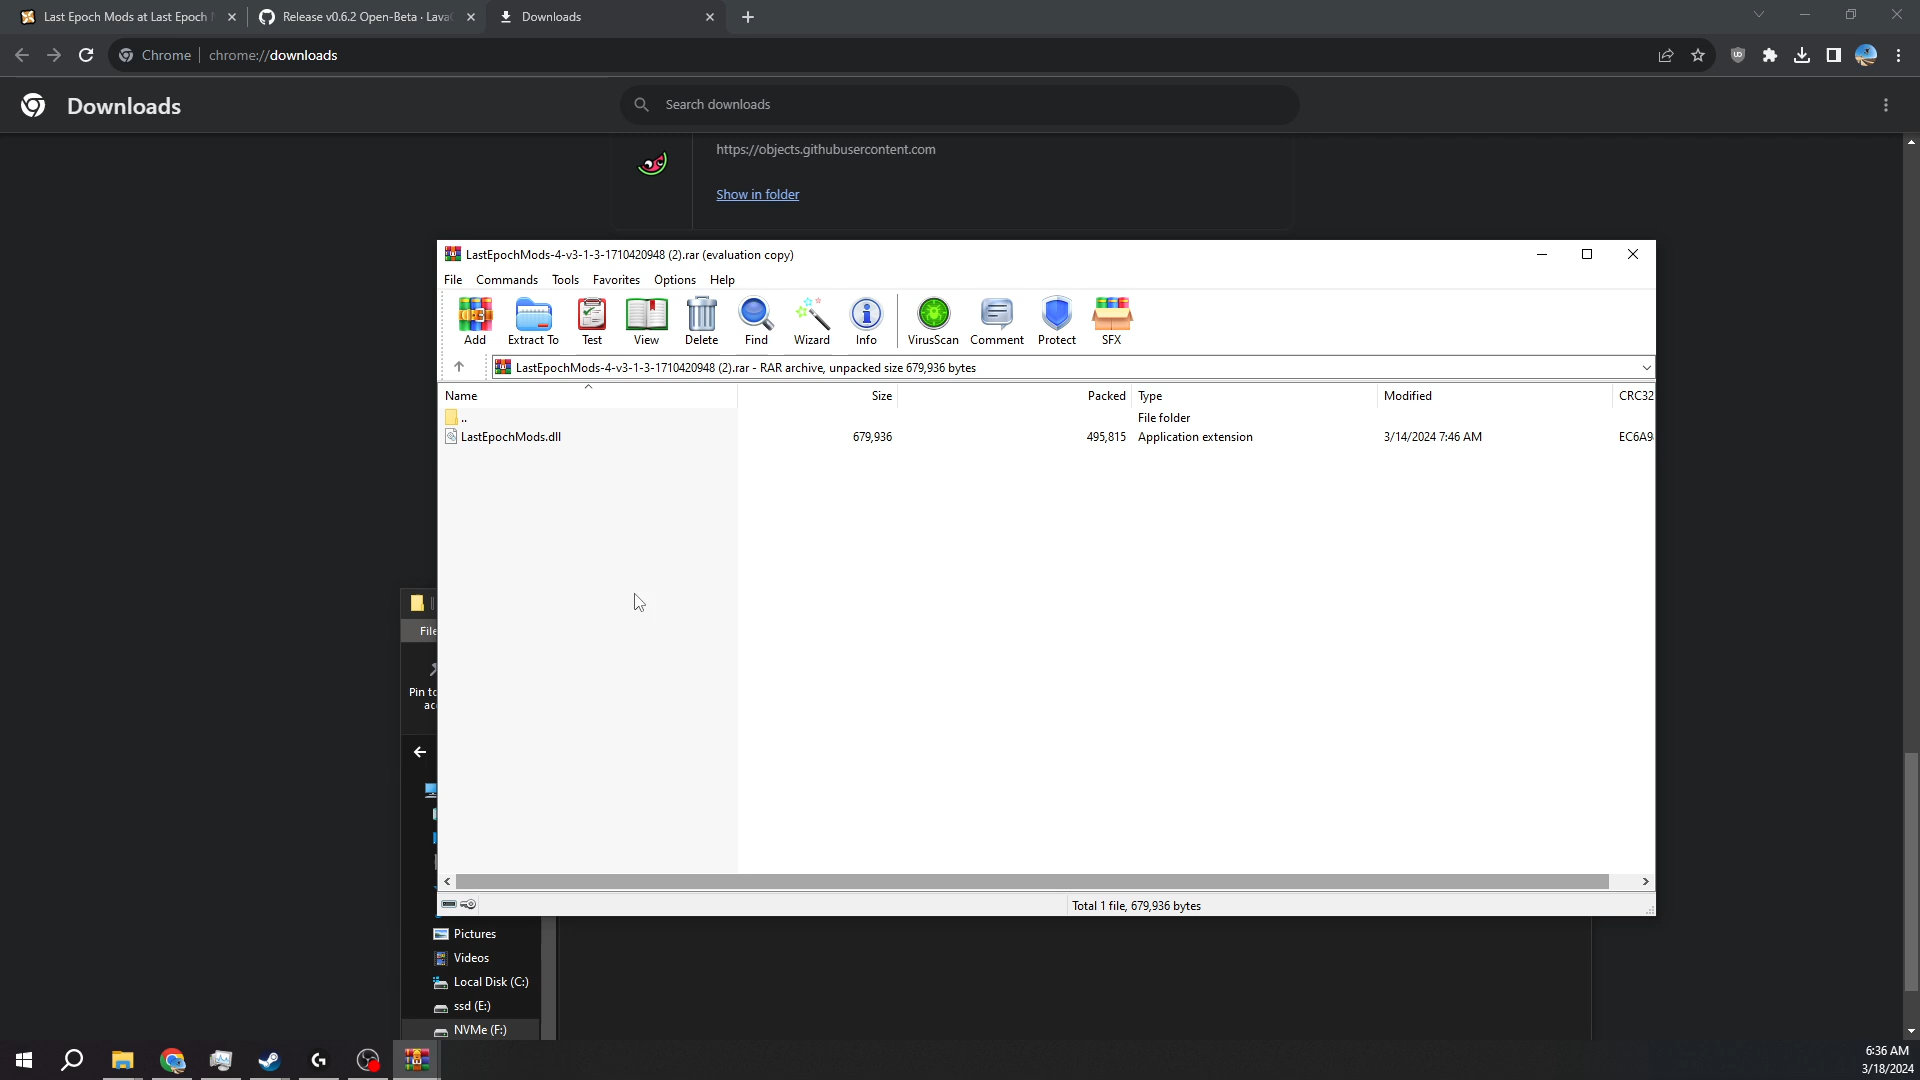 Last Epoch Mods at Last Epoch
Release v0.6.2 Open-Beta · Lava
Downloads
Chrome
chrome://downloads
Downloads
Search downloads
https://objects.githubusercontent.com
Show in folder
LastEpochMods-4-v3-1-3-1710420948 (2).rar (evaluation copy)
File Commands Tools Favorites Options Help
Add Extract To Test View Delete Find Wizard Info VirusScan Comment Protect SFX
LastEpochMods-4-v3-1-3-1710420948 (2).rar - RAR archive, unpacked size 679,936 bytes
Name Size Packed Type Modified CRC32
.. File folder
LastEpochMods.dll 679,936 495,815 Application extension 3/14/2024 7:46 AM EC6A9
File
Pin to
ac
Total 1 file, 679,936 bytes
Pictures
Videos
Local Disk (C:)
ssd (E:)
NVMe (F:)
6:36 AM
3/18/2024